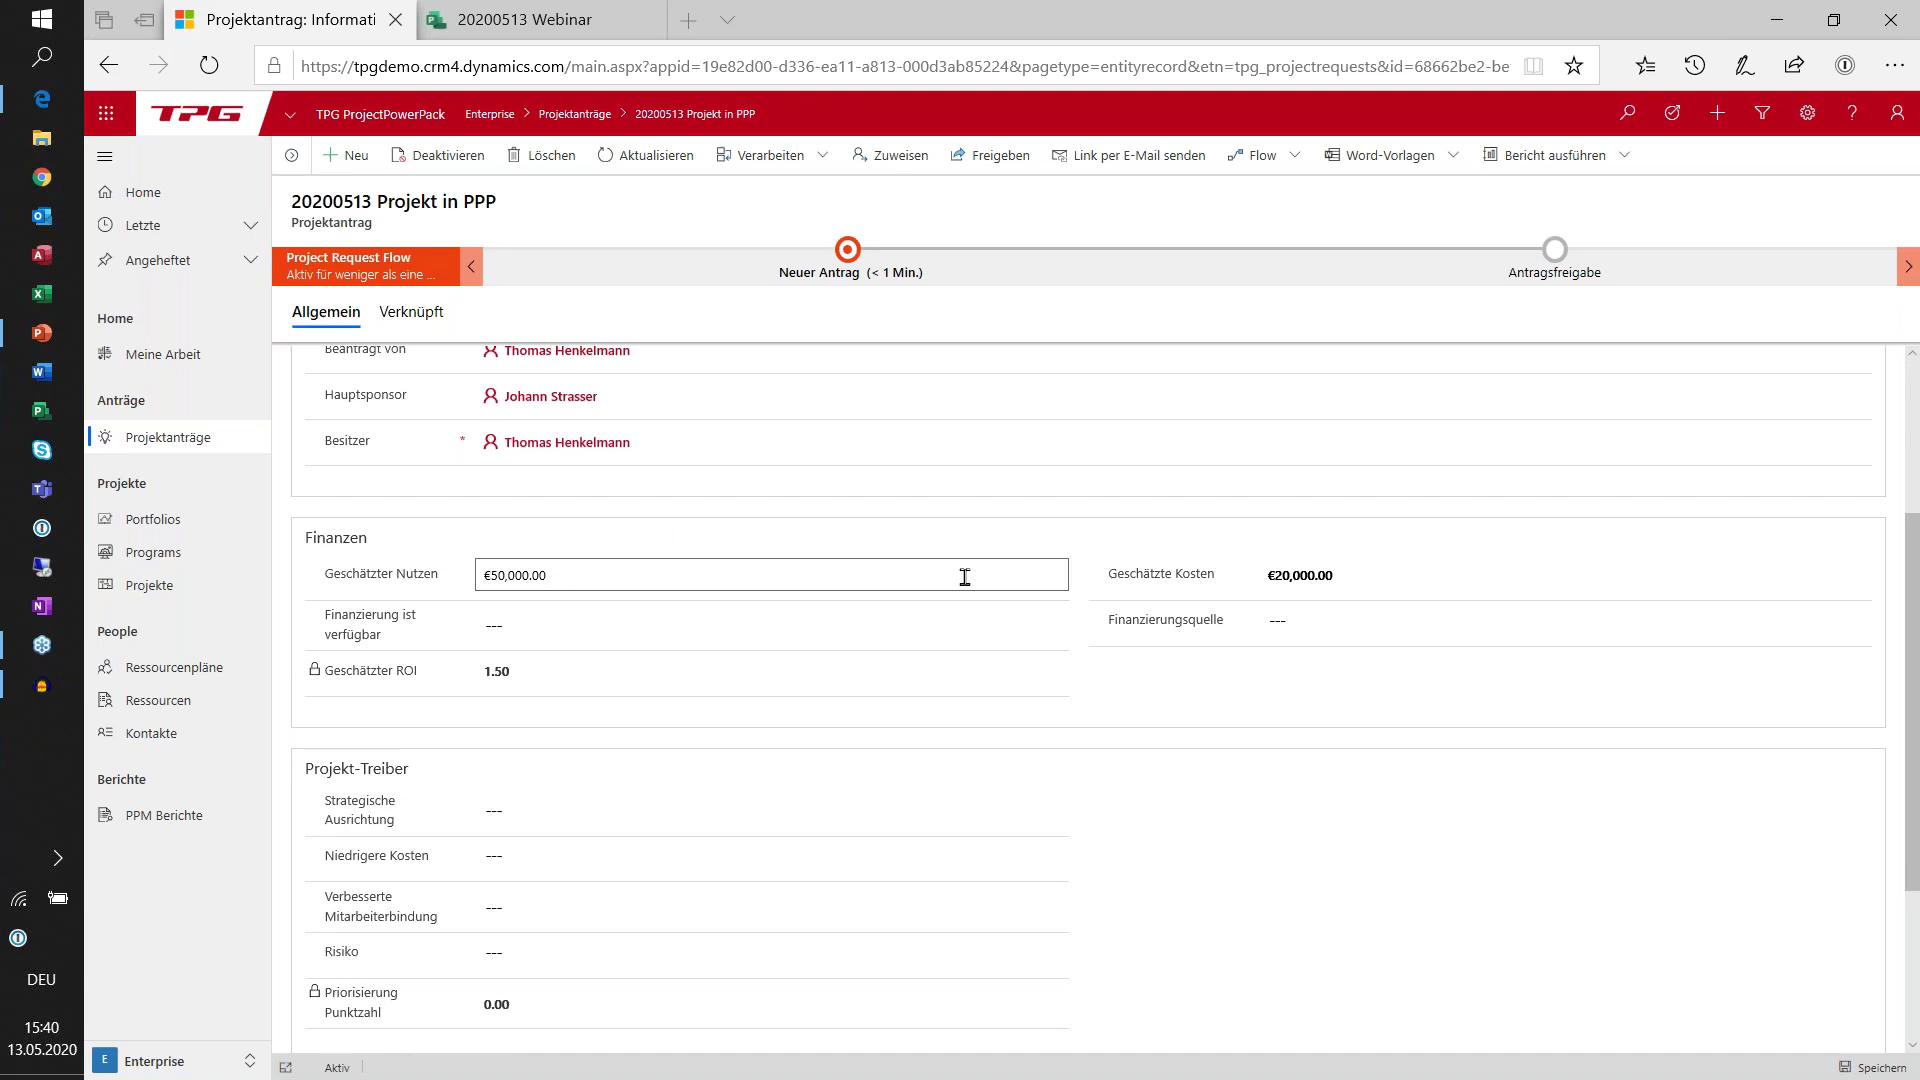 Projektantrag: Informati
20200513 Webinar
https://tpgdemo.crm4.dynamics.com/main.aspx?appid=19e82d00-d336-ea11-a813-000d3ab85224&pagetype=entityrecord&etn=tpg_projectrequests&id=68662be2-be
TPG
TPG ProjectPowerPack
Enterprise
Projektanträge
20200513 Projekt in PPP
Neu
Deaktivieren
Löschen
Aktualisieren
Verarbeiten
Zuweisen
Freigeben
Link per E-Mail senden
Flow
Word-Vorlagen
Bericht ausführen
Home
Letzte
Angeheftet
Home
Meine Arbeit
Anträge
Projektanträge
Projekte
Portfolios
Programs
Projekte
People
Ressourcenpläne
Ressourcen
Kontakte
Berichte
PPM Berichte
E
Enterprise
20200513 Projekt in PPP
Projektantrag
Project Request Flow
Aktiv für weniger als eine ...
Neuer Antrag (< 1 Min.)
Antragsfreigabe
Allgemein
Verknüpft
Beantragt von
Thomas Henkelmann
Hauptsponsor
Johann Strasser
Besitzer
*
Thomas Henkelmann
Finanzen
Geschätzter Nutzen
€50,000.00
Geschätzte Kosten
€20,000.00
Finanzierung ist
verfügbar
---
Finanzierungsquelle
---
Geschätzter ROI
1.50
Projekt-Treiber
Strategische
Ausrichtung
---
Niedrigere Kosten
---
Verbesserte
Mitarbeiterbindung
---
Risiko
---
Priorisierung
Punktzahl
0.00
Aktiv
Speichern
DEU
15:40
13.05.2020